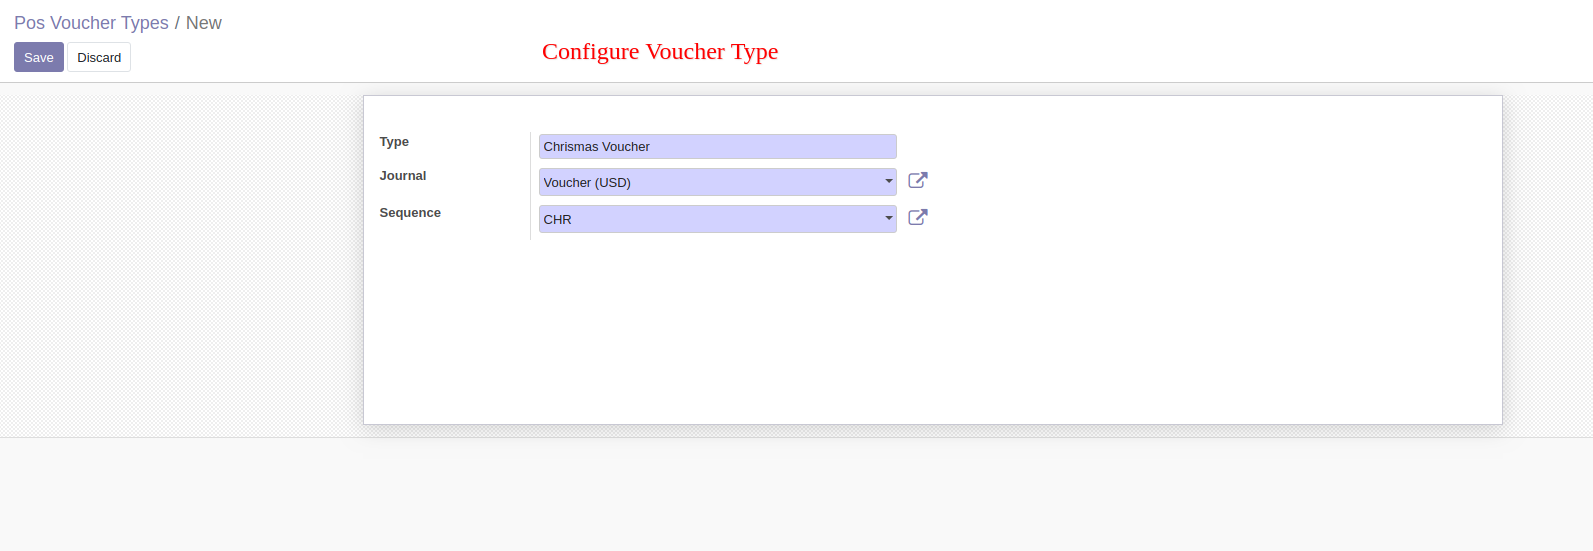 Pos Voucher Types / New
Save Discard
Configure Voucher Type
Type Chrismas Voucher
Journal Voucher (USD)
Sequence CHR